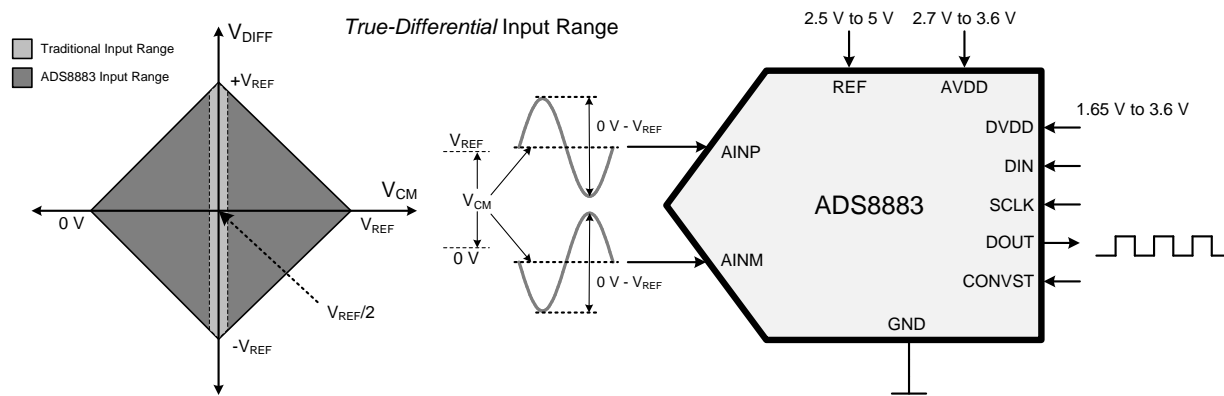 True-Differential Input Range
Traditional Input Range
ADS8883 Input Range
VDIFF
+VREF
VCM
0 V
VREF
VREF/2
-VREF
VREF
VCM
0 V
0 V - VREF
0 V - VREF
2.5 V to 5 V
2.7 V to 3.6 V
REF
AVDD
1.65 V to 3.6 V
AINP
AINM
ADS8883
DVDD
DIN
SCLK
DOUT
CONVST
GND